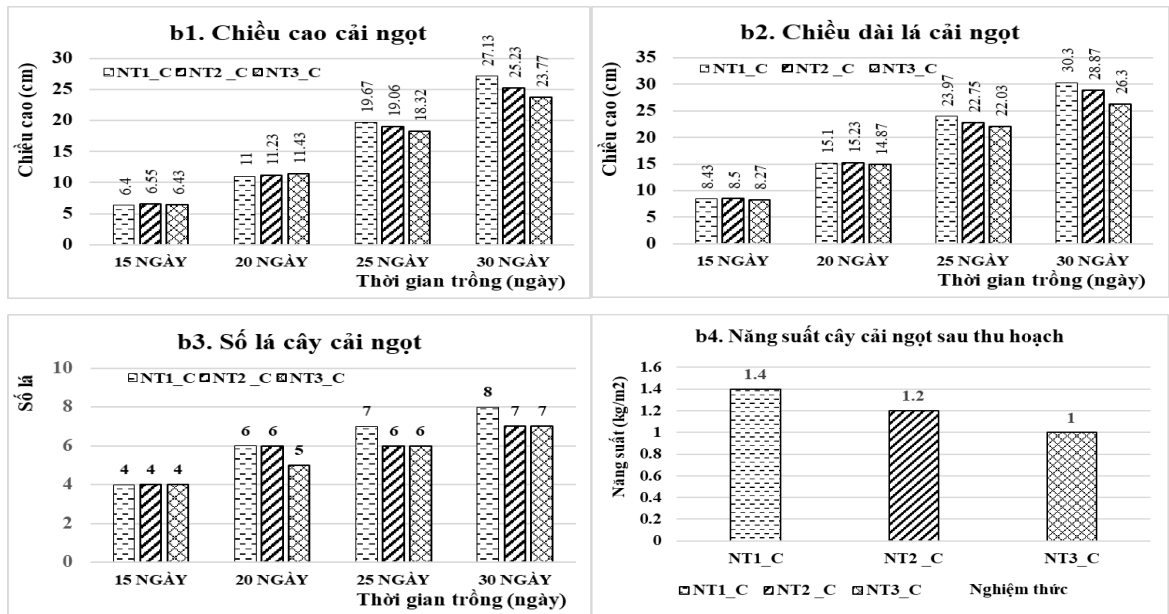 b1. Chiều cao cải ngọt
Chiều cao (cm)
NT1_C NT2 _C NT3_C
30
25
20
15
10
5
0
6.4 6.55 6.43
11 11.23 11.43
19.67 19.06 18.32
27.13 25.23 23.77
15 NGÀY 20 NGÀY 25 NGÀY 30 NGÀY
Thời gian trồng (ngày)
b2. Chiều dài lá cải ngọt
Chiều cao (cm)
NT1_C NT2 _C NT3_C
35
30
25
20
15
10
5
0
8.43 8.5 8.27
15.1 15.23 14.87
23.97 22.75 22.03
30.3 28.87 26.3
15 NGÀY 20 NGÀY 25 NGÀY 30 NGÀY
Thời gian trồng (ngày)
b3. Số lá cây cải ngọt
Số lá
NT1_C NT2 _C NT3_C
10
8
6
4
2
0
4 4 4
6 6 5
7 6 6
8 7 7
15 NGÀY 20 NGÀY 25 NGÀY 30 NGÀY
Thời gian trồng (ngày)
b4. Năng suất cây cải ngọt sau thu hoạch
Năng suất (kg/m2)
1.6
1.4
1.2
1
0.8
0.6
0.4
0.2
0
1.4 1.2 1
NT1_C NT2 _C NT3_C
NT1_C NT2 _C NT3_C Nghiệm thức